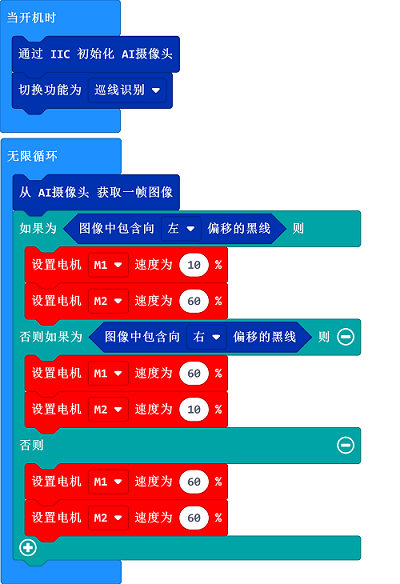 当开机时
通过 IIC 初始化 AI摄像头
切换功能为 巡线识别
无限循环
从 AI摄像头 获取一帧图像
如果为 图像中包含向 左 偏移的黑线 则
设置电机 M1 速度为 10 %
设置电机 M2 速度为 60 %
否则如果为 图像中包含向 右 偏移的黑线 则
设置电机 M1 速度为 60 %
设置电机 M2 速度为 10 %
否则
设置电机 M1 速度为 60 %
设置电机 M2 速度为 60 %